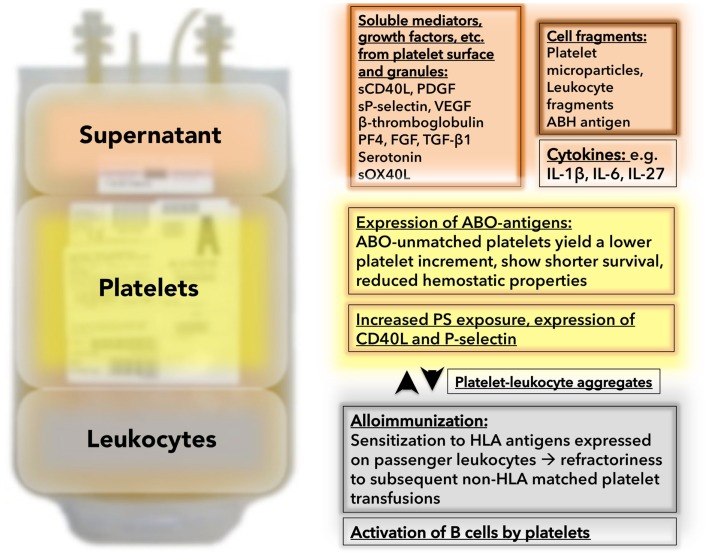 Supernatant
A
Platelets
Leukocytes
Soluble mediators,
growth factors, etc.
from platelet surface
and granules:
sCD40L, PDGF
sP-selectin, VEGF
β-thromboglobulin
PF4, FGF, TGF-β1
Serotonin
sOX40L
Cell fragments:
Platelet
microparticles,
Leukocyte
fragments
ABH antigen
Cytokines: e.g.
IL-1β, IL-6, IL-27
Expression of ABO-antigens:
ABO-unmatched platelets yield a lower
platelet increment, show shorter survival,
reduced hemostatic properties
Increased PS exposure, expression of
CD40L and P-selectin
Platelet-leukocyte aggregates
Alloimmunization:
Sensitization to HLA antigens expressed
on passenger leukocytes → refractoriness
to subsequent non-HLA matched platelet
transfusions
Activation of B cells by platelets